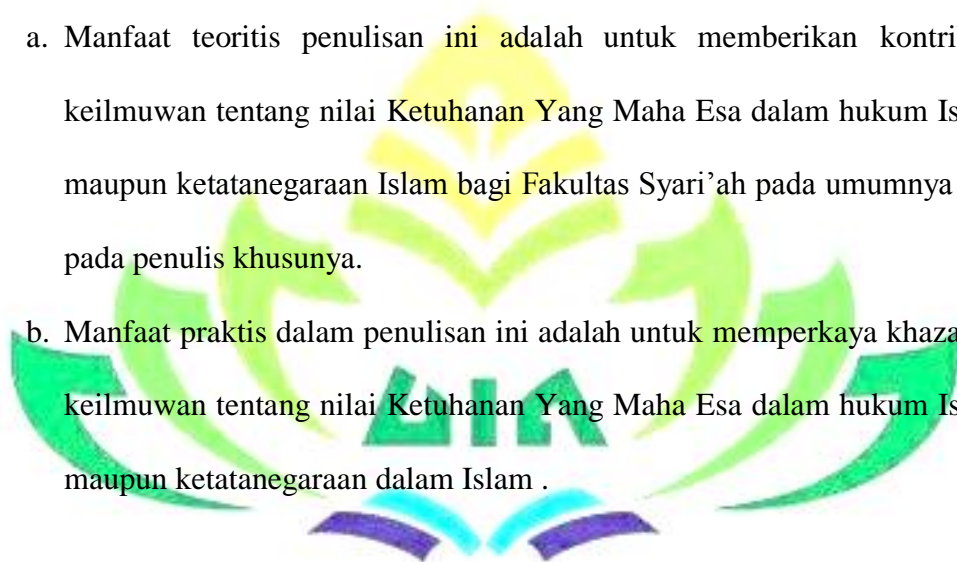 a. Manfaat teoritis penulisan ini adalah untuk memberikan kontri
keilmuwan tentang nilai Ketuhanan Yang Maha Esa dalam hukum Is
maupun ketatanegaraan Islam bagi Fakultas Syari’ah pada umumnya
pada penulis khusunya.
b. Manfaat praktis dalam penulisan ini adalah untuk memperkaya khaza
keilmuwan tentang nilai Ketuhanan Yang Maha Esa dalam hukum Is
maupun ketatanegaraan dalam Islam .